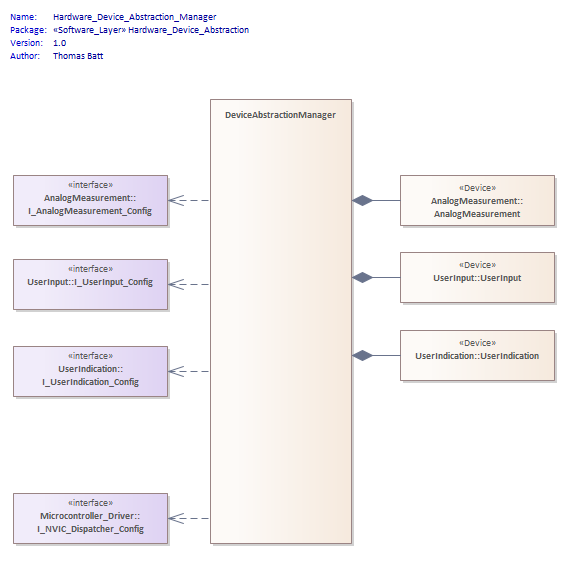 Name: Hardware_Device_Abstraction_Manager
Package: «Software_Layer» Hardware_Device_Abstraction
Version: 1.0
Author: Thomas Batt
DeviceAbstractionManager
«interface»
AnalogMeasurement::
I_AnalogMeasurement_Config
«Device»
AnalogMeasurement::
AnalogMeasurement
«interface»
UserInput::I_UserInput_Config
«Device»
UserInput::UserInput
«interface»
UserIndication::
I_UserIndication_Config
«Device»
UserIndication::UserIndication
«interface»
Microcontroller_Driver::
I_NVIC_Dispatcher_Config